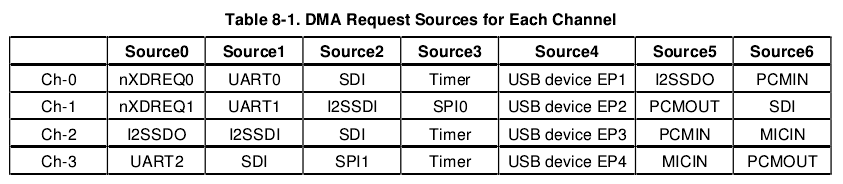 Table 8-1. DMA Request Sources for Each Channel
Source0 Source1 Source2 Source3 Source4 Source5 Source6
Ch-0 nXDREQ0 UART0 SDI Timer USB device EP1 I2SSDO PCMIN
Ch-1 nXDREQ1 UART1 I2SSDI SPI0 USB device EP2 PCMOUT SDI
Ch-2 I2SSDO I2SSDI SDI Timer USB device EP3 PCMIN MICIN
Ch-3 UART2 SDI SPI1 Timer USB device EP4 MICIN PCMOUT